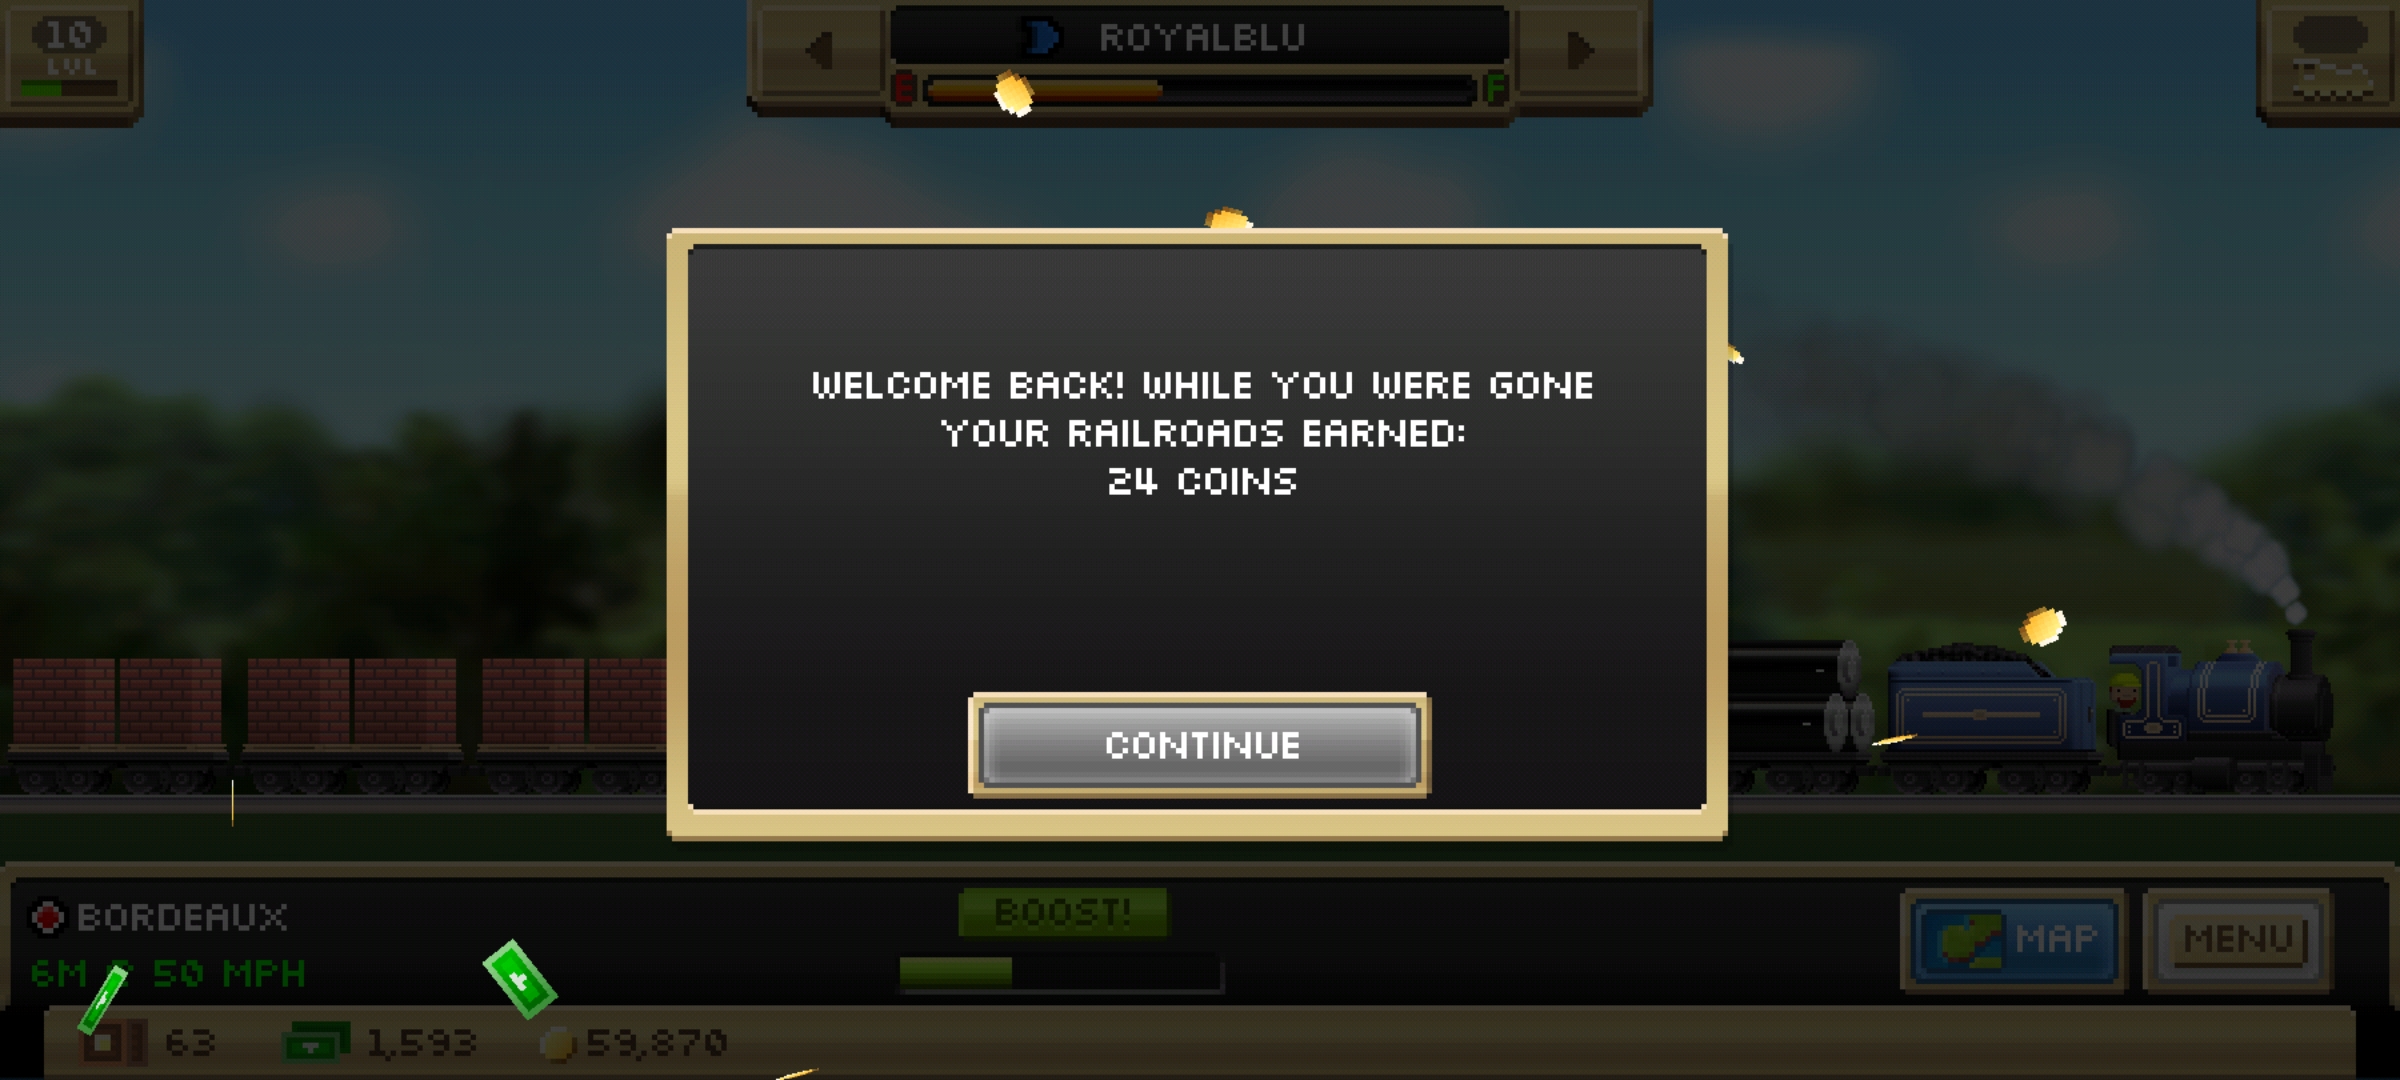 10
LVL
ROYALBLU
E F
WELCOME BACK! WHILE YOU WERE GONE
YOUR RAILROADS EARNED:
24 COINS
CONTINUE
BORDEAUX
BOOST!
MAP
MENU
6M @ 50 MPH
63
1,593
59,870